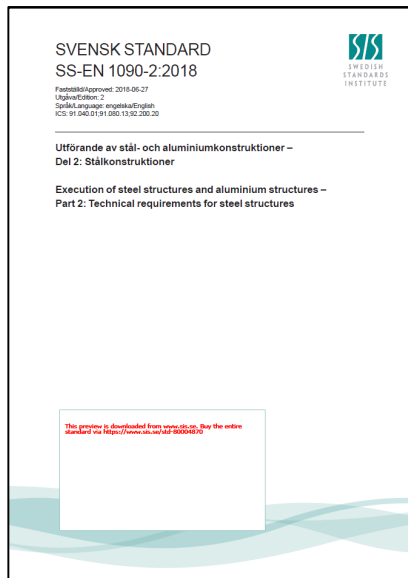 SVENSK STANDARD
SS-EN 1090-2:2018
Fastställd/Approved: 2018-06-27
Utgåva/Edition: 2
Språk/Language: engelska/English
ICS: 91.040.01;91.080.13;92.200.20
SIS
SWEDISH
STANDARDS
INSTITUTE
Utförande av stål- och aluminiumkonstruktioner –
Del 2: Stålkonstruktioner
Execution of steel structures and aluminium structures –
Part 2: Technical requirements for steel structures
This preview is downloaded from www.sis.se. Buy the entire
standard via https://www.sis.se/std-80004870